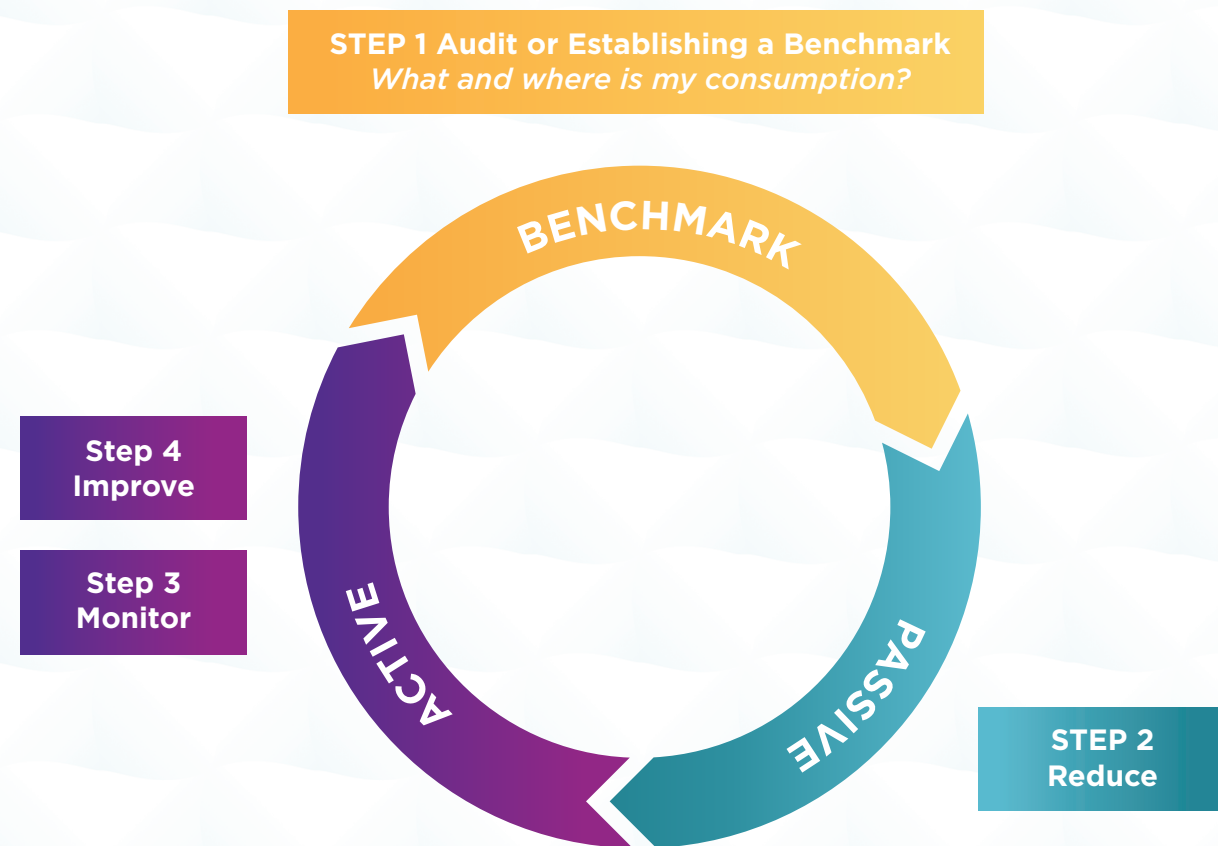 STEP 1 Audit or Establishing a Benchmark
What and where is my consumption?
BENCHMARK
PASSIVE
STEP 2
Reduce
ACTIVE
Step 3
Monitor
Step 4
Improve